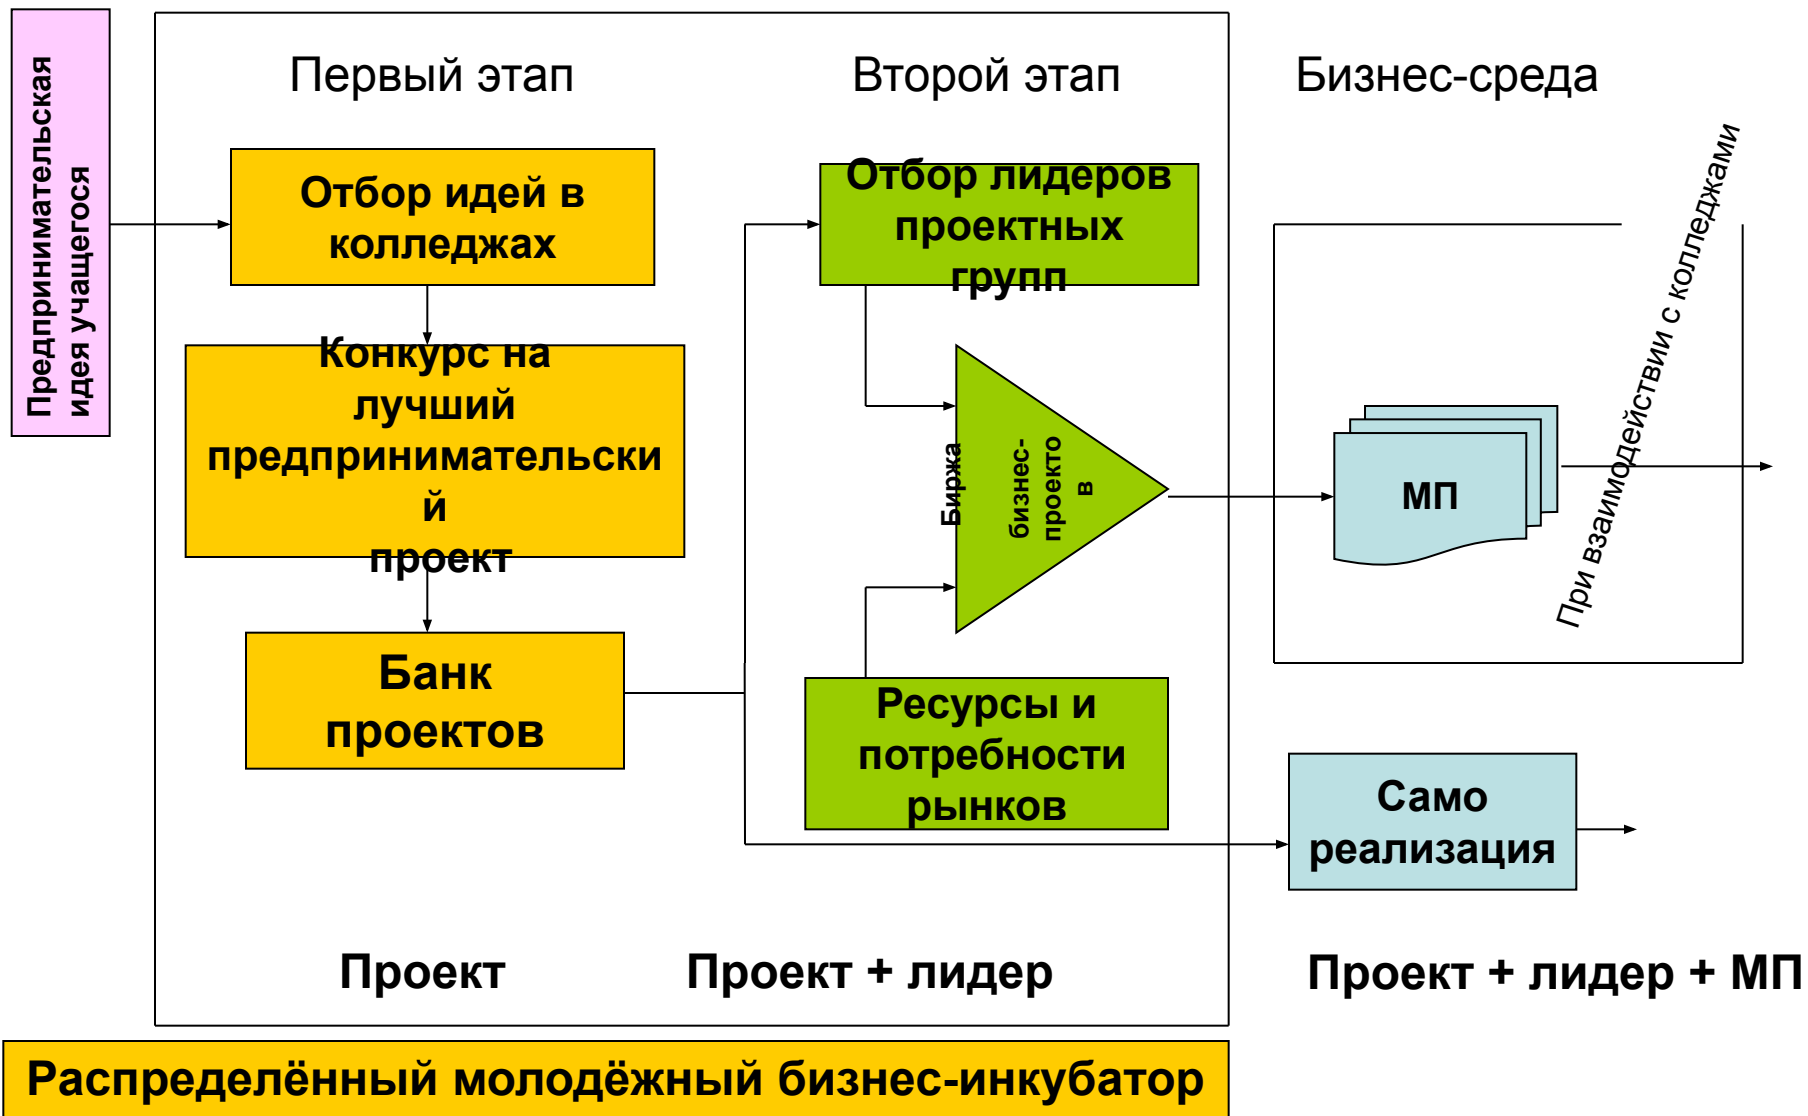 Предпринимательская
идея учащегося
Первый этап
Второй этап
Бизнес-среда
Отбор идей в
колледжах
Конкурс на
лучший
предпринимательски
й
проект
Банк
проектов
Отбор лидеров
проектных
групп
Биржа
бизнес-
проекто
в
Ресурсы и
потребности
рынков
МП
При взаимодействии с колледжами
Само
реализация
Проект
Проект + лидер
Проект + лидер + МП
Распределённый молодёжный бизнес-инкубатор